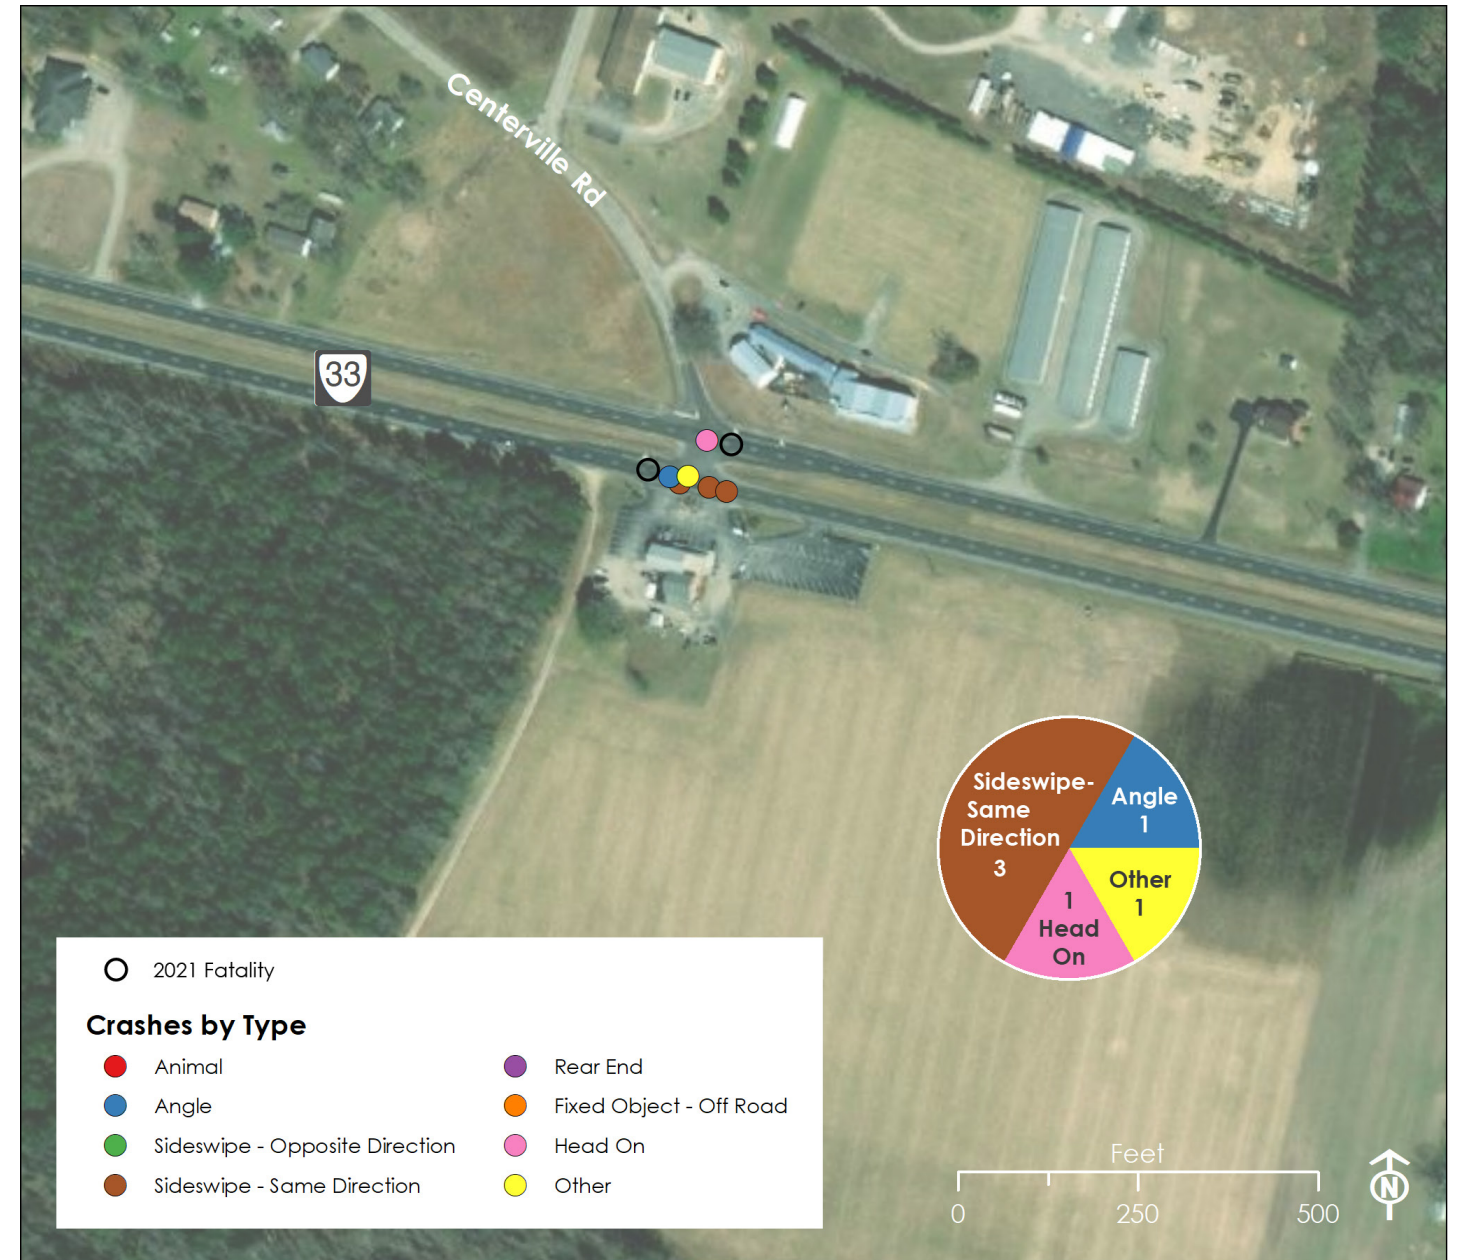 Centerville Rd
33
Sideswipe-
Same
Direction
3
Angle
1
Other
1
1
Head
On
2021 Fatality
Crashes by Type
Animal
Angle
Sideswipe - Opposite Direction
Sideswipe - Same Direction
Rear End
Fixed Object - Off Road
Head On
Other
Feet
0 250 500
N